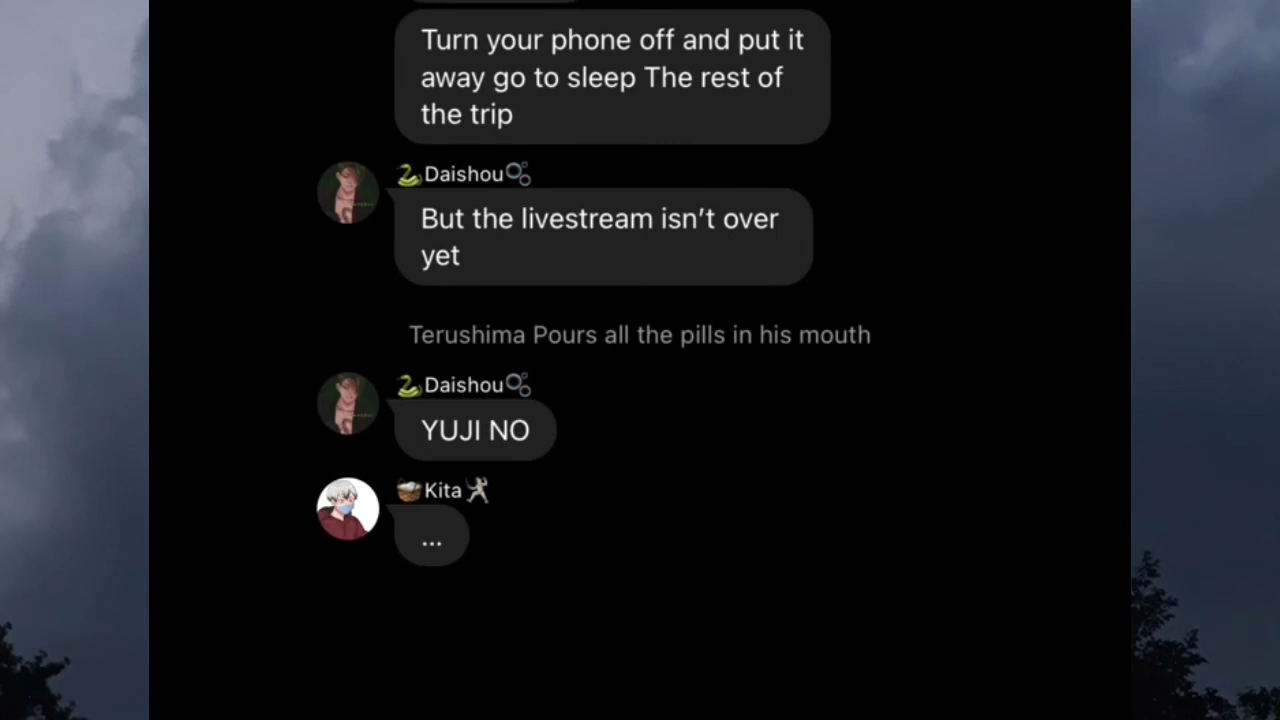 Turn your phone off and put it
away go to sleep The rest of
the trip
🐍Daishou🫧
But the livestream isn’t over
yet
Terushima Pours all the pills in his mouth
🐍Daishou🫧
YUJI NO
🧺Kita🤺
...